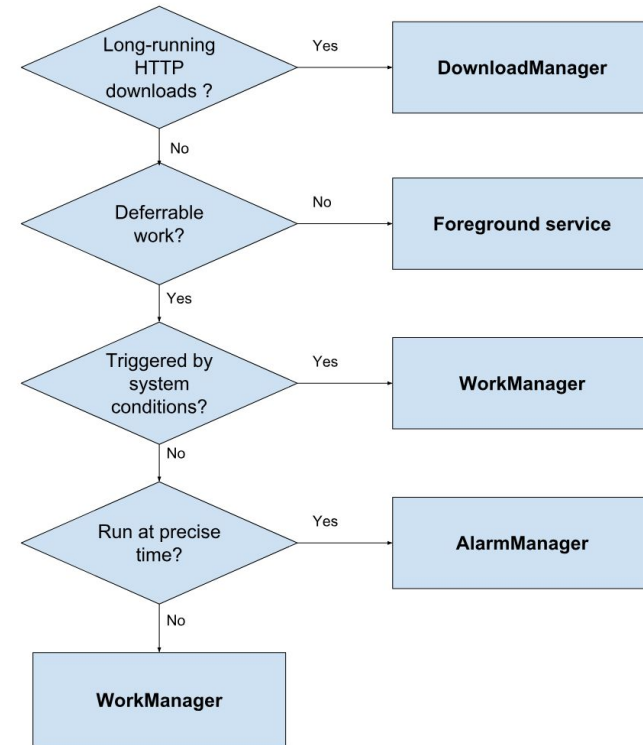 Long-running
HTTP
downloads ?
Yes
DownloadManager
No
Deferrable
work?
No
Foreground service
Yes
Triggered by
system
conditions?
Yes
WorkManager
No
Run at precise
time?
Yes
AlarmManager
No
WorkManager